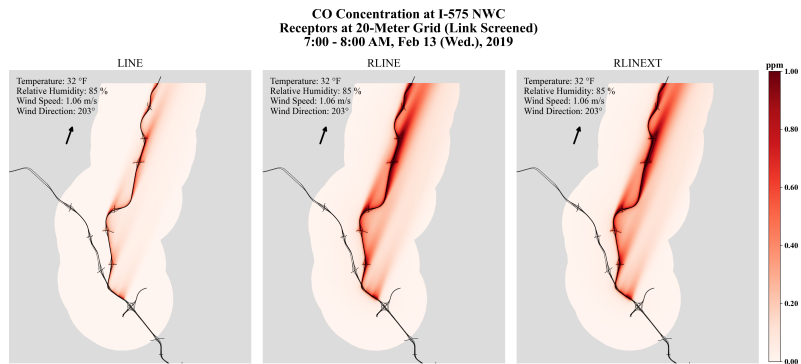 CO Concentration at I-575 NWC
Receptors at 20-Meter Grid (Link Screened)
7:00 - 8:00 AM, Feb 13 (Wed.), 2019
LINE
Temperature: 32 °F
Relative Humidity: 85 %
Wind Speed: 1.06 m/s
Wind Direction: 203°
RLINE
Temperature: 32 °F
Relative Humidity: 85 %
Wind Speed: 1.06 m/s
Wind Direction: 203°
RLINEXT
Temperature: 32 °F
Relative Humidity: 85 %
Wind Speed: 1.06 m/s
Wind Direction: 203°
ppm
1.00
0.80
0.60
0.40
0.20
0.00